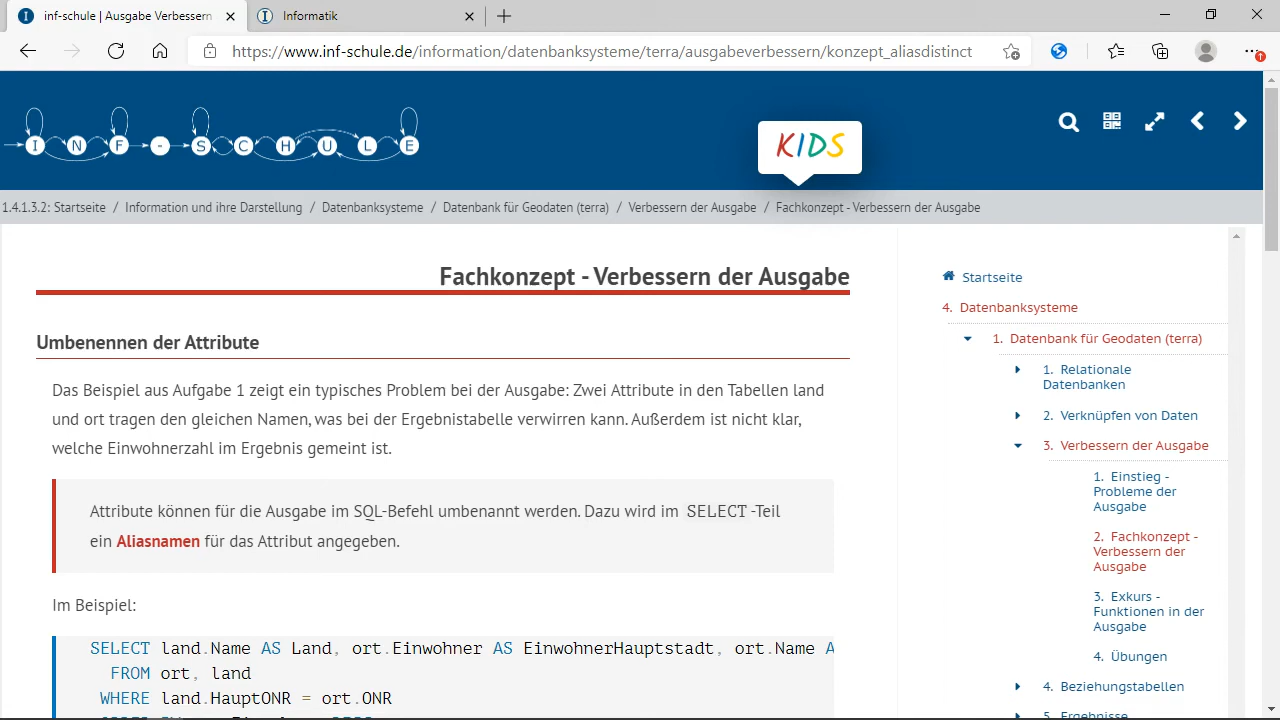 inf-schule | Ausgabe Verbessern
Informatik
https://www.inf-schule.de/information/datenbanksysteme/terra/ausgabeverbessern/konzept_aliasdistinct
I N F - S C H U L E
KIDS
1.4.1.3.2: Startseite / Information und ihre Darstellung / Datenbanksysteme / Datenbank für Geodaten (terra) / Verbessern der Ausgabe / Fachkonzept - Verbessern der Ausgabe
Fachkonzept - Verbessern der Ausgabe
Umbenennen der Attribute
Das Beispiel aus Aufgabe 1 zeigt ein typisches Problem bei der Ausgabe: Zwei Attribute in den Tabellen land
und ort tragen den gleichen Namen, was bei der Ergebnistabelle verwirren kann. Außerdem ist nicht klar,
welche Einwohnerzahl im Ergebnis gemeint ist.
Attribute können für die Ausgabe im SQL-Befehl umbenannt werden. Dazu wird im SELECT-Teil
ein Aliasnamen für das Attribut angegeben.
Im Beispiel:
SELECT land.Name AS Land, ort.Einwohner AS EinwohnerHauptstadt, ort.Name A
FROM ort, land
WHERE land.HauptONR = ort.ONR
Startseite
4. Datenbanksysteme
1. Datenbank für Geodaten (terra)
1. Relationale
Datenbanken
2. Verknüpfen von Daten
3. Verbessern der Ausgabe
1. Einstieg -
Probleme der
Ausgabe
2. Fachkonzept -
Verbessern der
Ausgabe
3. Exkurs -
Funktionen in der
Ausgabe
4. Übungen
4. Beziehungstabellen
5. Ergebnisse